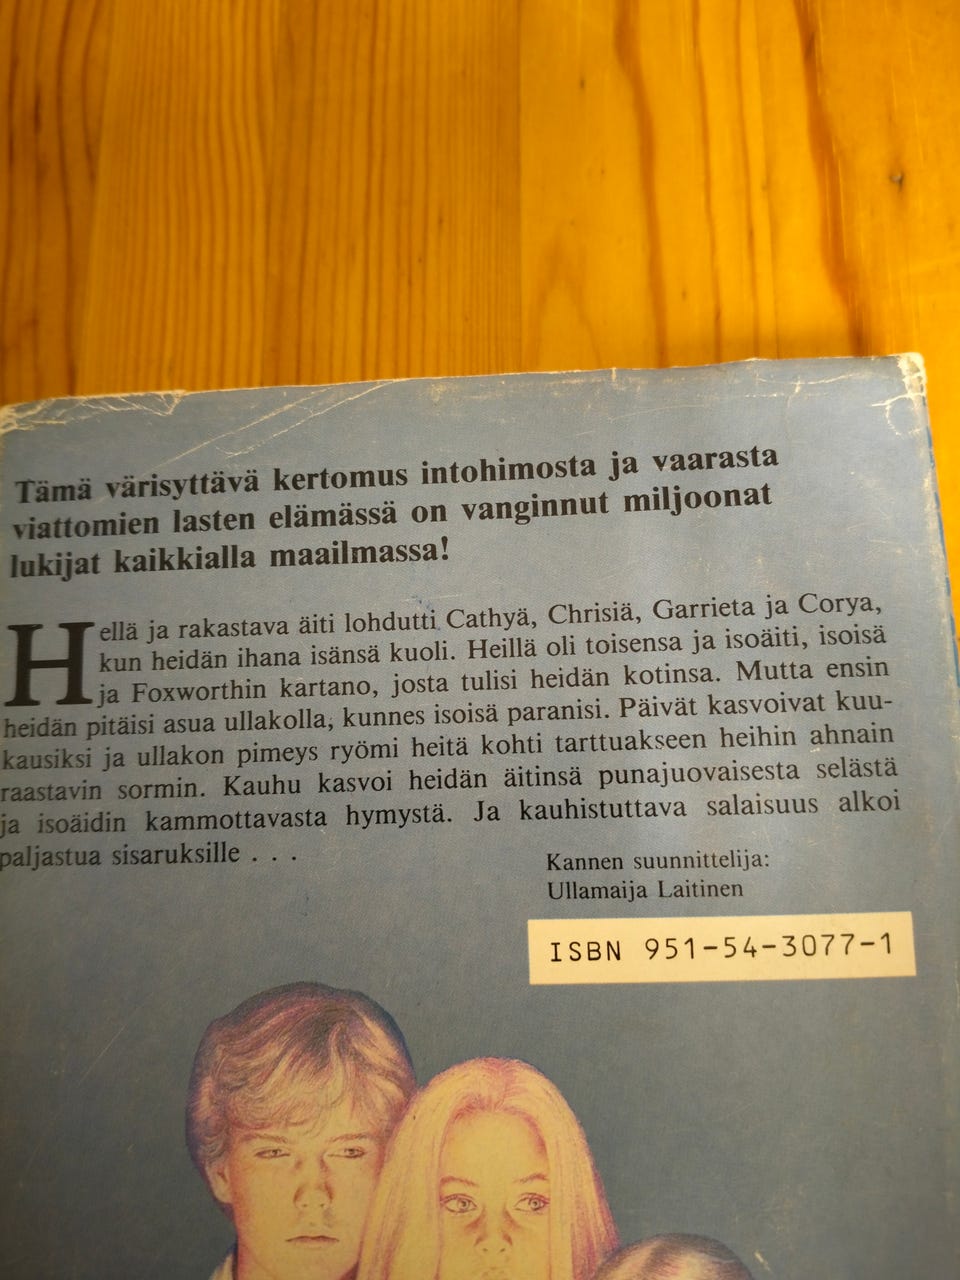 Tämä värisyttävä kertomus intohimosta ja vaarasta
viattomien lasten elämässä on vanginnut miljoonat
lukijat kaikkialla maailmassa!
Hellä ja rakastava äiti lohdutti Cathyä, Chrisiä, Garrieta ja Corya,
kun heidän ihana isänsä kuoli. Heillä oli toisensa ja isoäiti, isoisä
ja Foxworthin kartano, josta tulisi heidän kotinsa. Mutta ensin
heidän pitäisi asua ullakolla, kunnes isoisä paranisi. Päivät kasvoivat kuu-
kausiksi ja ullakon pimeys ryömi heitä kohti tarttuakseen heihin ahnain
raastavin sormin. Kauhu kasvoi heidän äitinsä punajuovaisesta selästä
ja isoäidin kammottavasta hymystä. Ja kauhistuttava salaisuus alkoi
paljastua sisaruksille . . .
Kannen suunnittelija:
Ullamaija Laitinen
ISBN 951-54-3077-1